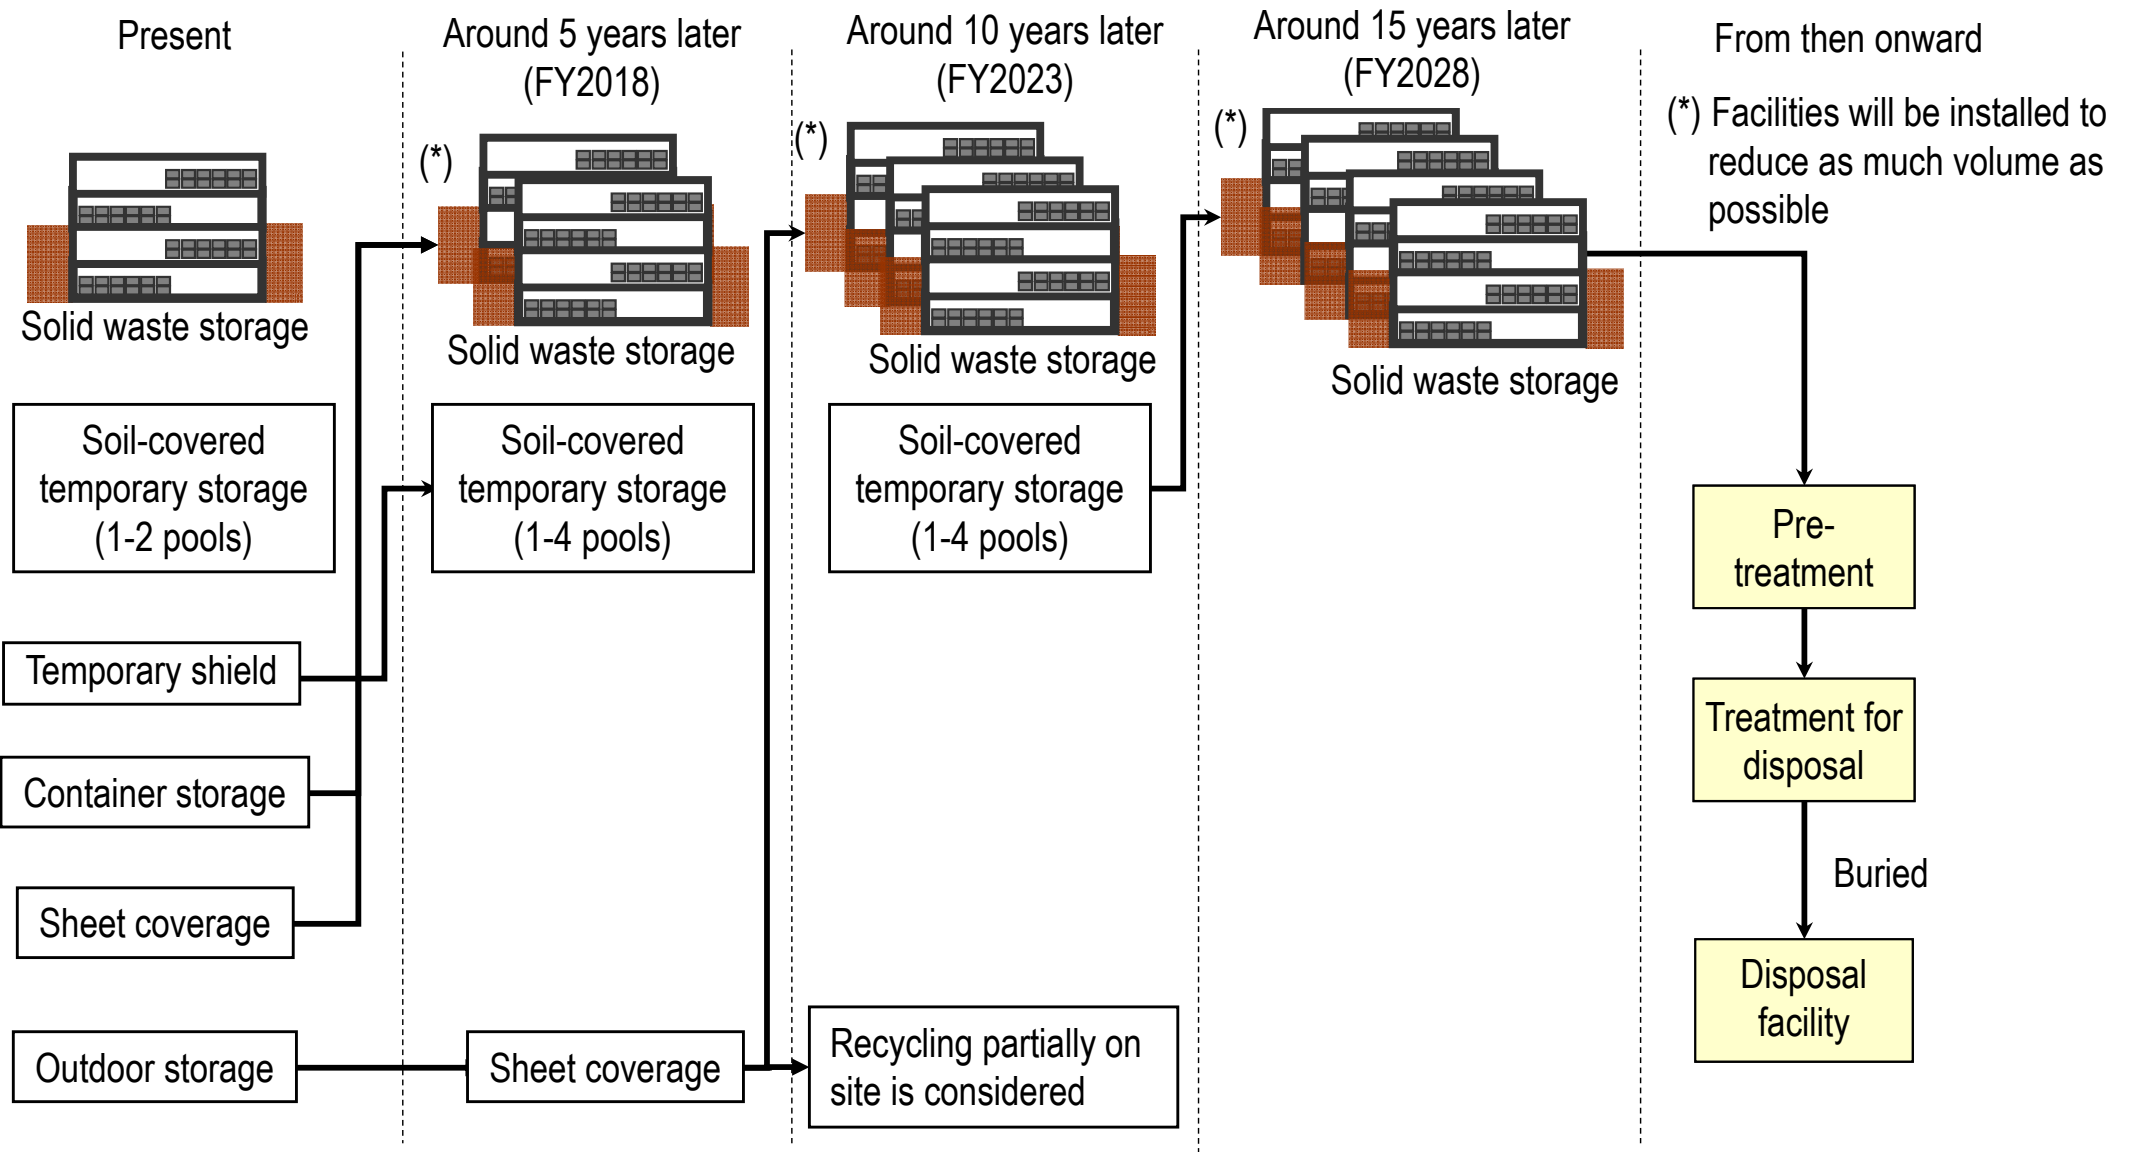 Present
Solid waste storage
Soil-covered
temporary storage
(1-2 pools)
Temporary shield
Container storage
Sheet coverage
Outdoor storage
Around 5 years later
(FY2018)
(*)
Solid waste storage
Soil-covered
temporary storage
(1-4 pools)
Sheet coverage
Around 10 years later
(FY2023)
(*)
Solid waste storage
Soil-covered
temporary storage
(1-4 pools)
Recycling partially on
site is considered
Around 15 years later
(FY2028)
(*)
Solid waste storage
From then onward
(*) Facilities will be installed to
reduce as much volume as
possible
Pre-
treatment
Treatment for
disposal
Buried
Disposal
facility